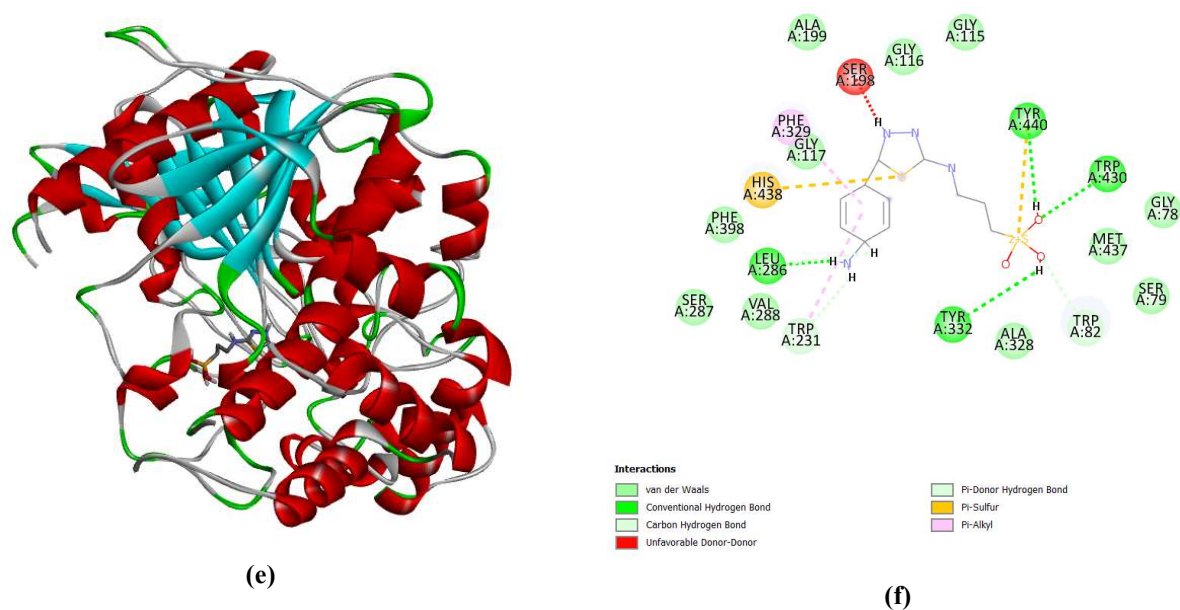 ALA
A:199
GLY
A:115
GLY
A:116
SER
A:198
H
N
N
PHE
A:329
GLY
A:117
N
TYR
A:440
TRP
A:430
HIS
A:438
PHE
A:398
GLY
A:78
H
O
MET
A:437
S
LEU
A:286
H
N
H
O
O
H
SER
A:79
SER
A:287
VAL
A:288
TRP
A:231
TYR
A:332
ALA
A:328
TRP
A:82
Interactions
van der Waals
Conventional Hydrogen Bond
Carbon Hydrogen Bond
Unfavorable Donor-Donor
Pi-Donor Hydrogen Bond
Pi-Sulfur
Pi-Alkyl
(e)
(f)